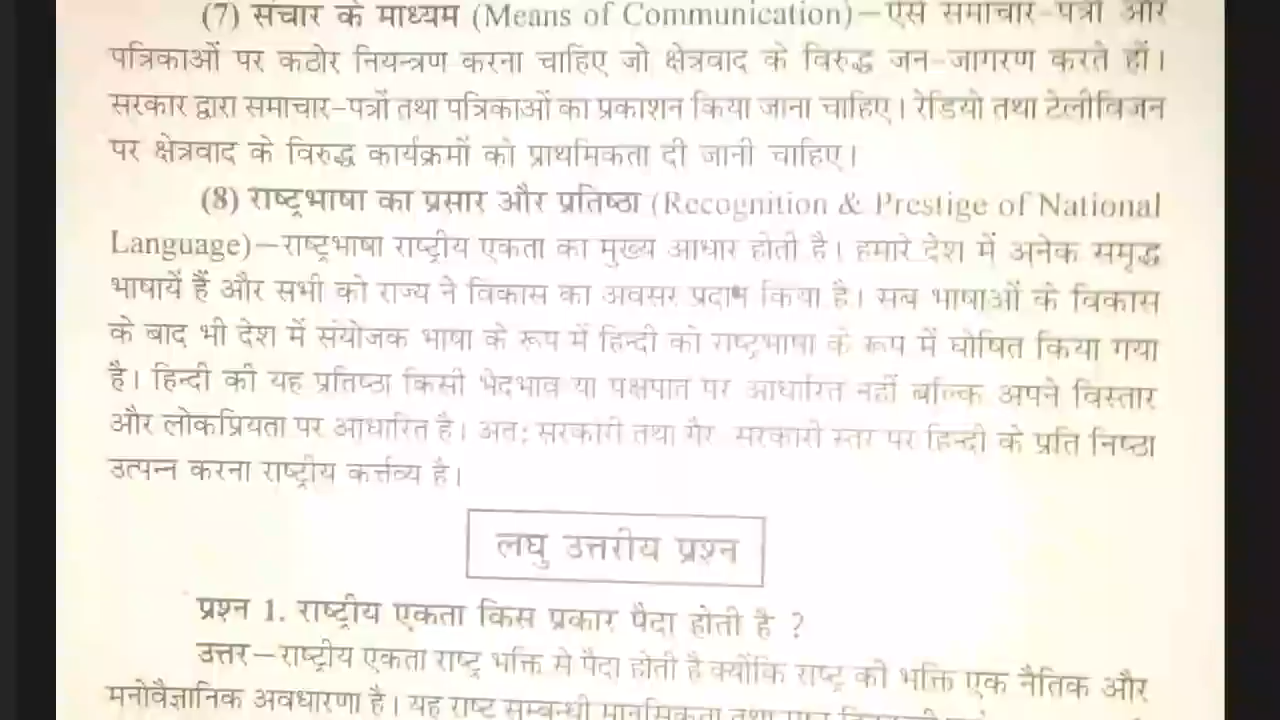 (7) संचार के माध्यम (Means of Communication)—ऐसे समाचार-पत्रों और
पत्रिकाओं पर कठोर नियन्त्रण करना चाहिए जो क्षेत्रवाद के विरुद्ध जन-जागरण करते हों।
सरकार द्वारा समाचार-पत्रों तथा पत्रिकाओं का प्रकाशन किया जाना चाहिए। रेडियो तथा टेलीविजन
पर क्षेत्रवाद के विरुद्ध कार्यक्रमों को प्राथमिकता दी जानी चाहिए।
(8) राष्ट्रभाषा का प्रसार और प्रतिष्ठा (Recognition & Prestige of National
Language)—राष्ट्रभाषा राष्ट्रीय एकता का मुख्य आधार होती है। हमारे देश में अनेक समृद्ध
भाषायें हैं और सभी को राज्य ने विकास का अवसर प्रदान किया है। सब भाषाओं के विकास
के बाद भी देश में संयोजक भाषा के रूप में हिन्दी को राष्ट्रभाषा के रूप में घोषित किया गया
है। हिन्दी की यह प्रतिष्ठा किसी भेदभाव या पक्षपात पर आधारित नहीं बल्कि अपने विस्तार
और लोकप्रियता पर आधारित है। अतः सरकारी तथा गैर सरकारी स्तर पर हिन्दी के प्रति निष्ठा
उत्पन्न करना राष्ट्रीय कर्त्तव्य है।
लघु उत्तरीय प्रश्न
प्रश्न 1. राष्ट्रीय एकता किस प्रकार पैदा होती है ?
उत्तर—राष्ट्रीय एकता राष्ट्र भक्ति से पैदा होती है क्योंकि राष्ट्र की भक्ति एक नैतिक और
मनोवैज्ञानिक अवधारणा है। यह राष्ट्र सम्बन्धी मानसिकता तथा